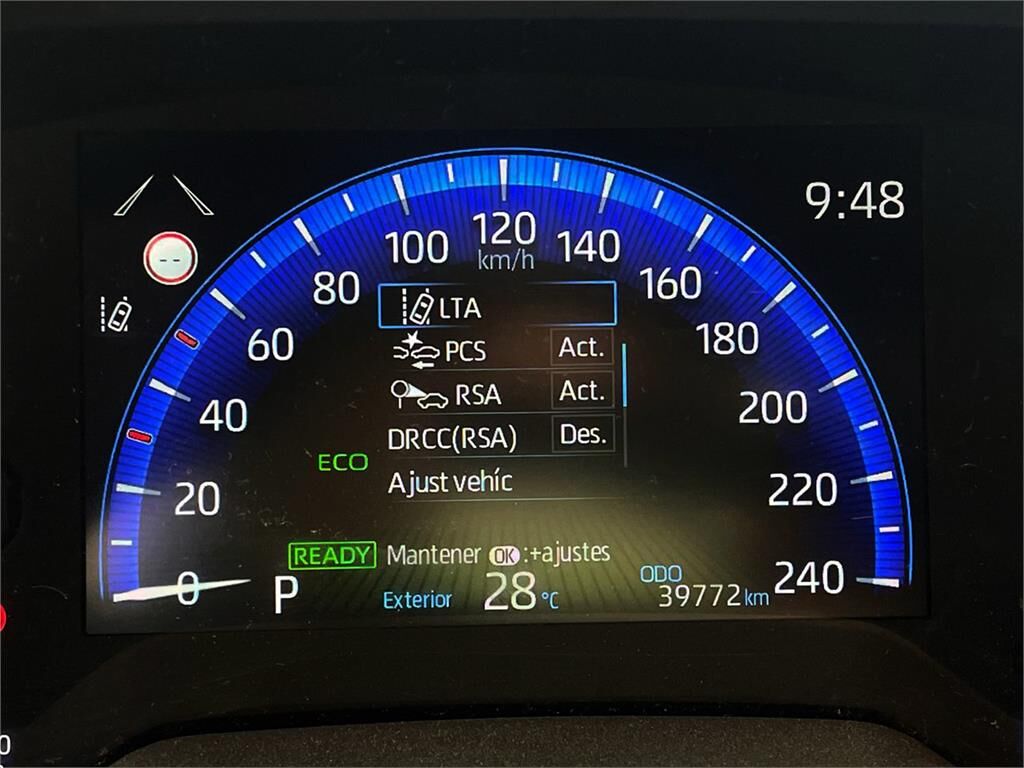 9:48
120
100
140
km/h
80
160
60
180
40
200
20
220
0
240
--
LTA
PCS Act.
RSA Act.
DRCC(RSA) Des.
Ajust vehíc
ECO
READY Mantener OK:+ajustes
P
Exterior 28°C
ODO
39772 km
0